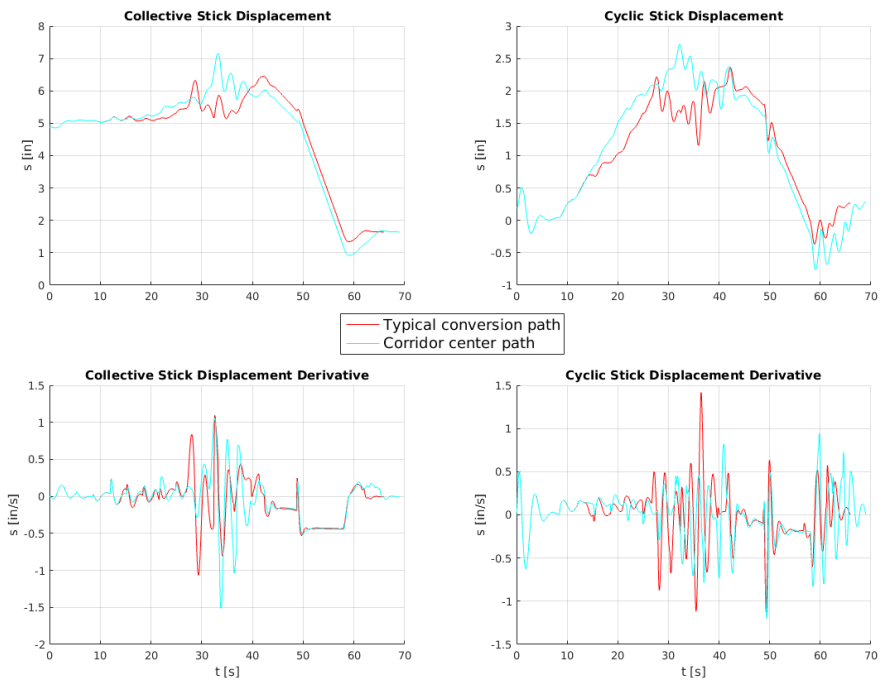 Collective Stick Displacement
8
7
6
5
4
3
2
1
0
s [in]
0 10 20 30 40 50 60 70
Cyclic Stick Displacement
3
2.5
2
1.5
1
0.5
0
-0.5
-1
s [in]
0 10 20 30 40 50 60 70
Typical conversion path
Corridor center path
Collective Stick Displacement Derivative
1.5
1
0.5
0
-0.5
-1
-1.5
-2
s [in/s]
0 10 20 30 40 50 60 70
t [s]
Cyclic Stick Displacement Derivative
1.5
1
0.5
0
-0.5
-1
-1.5
s [in/s]
0 10 20 30 40 50 60 70
t [s]